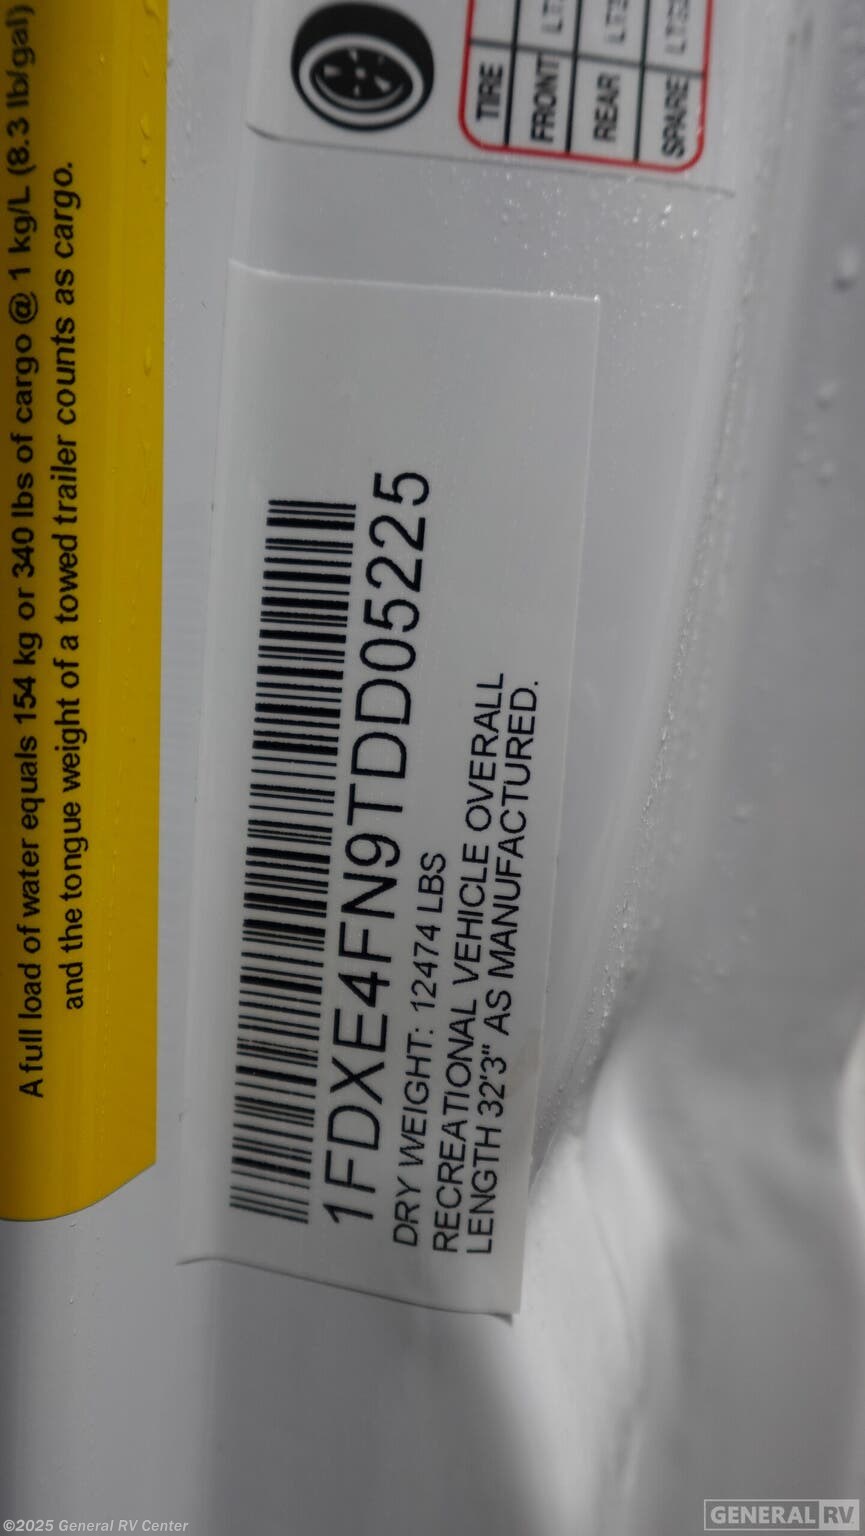 A full load of water equals 154 kg or 340 lbs of cargo @ 1 kg/L (8.3 lb/gal)
and the tongue weight of a towed trailer counts as cargo.
TIRE
FRONT
REAR
SPARE
1FDXE4FN9TDD05225
DRY WEIGHT: 12474 LBS
RECREATIONAL VEHICLE OVERALL
LENGTH 32'3" AS MANUFACTURED.
©2025 General RV Center
GENERAL RV